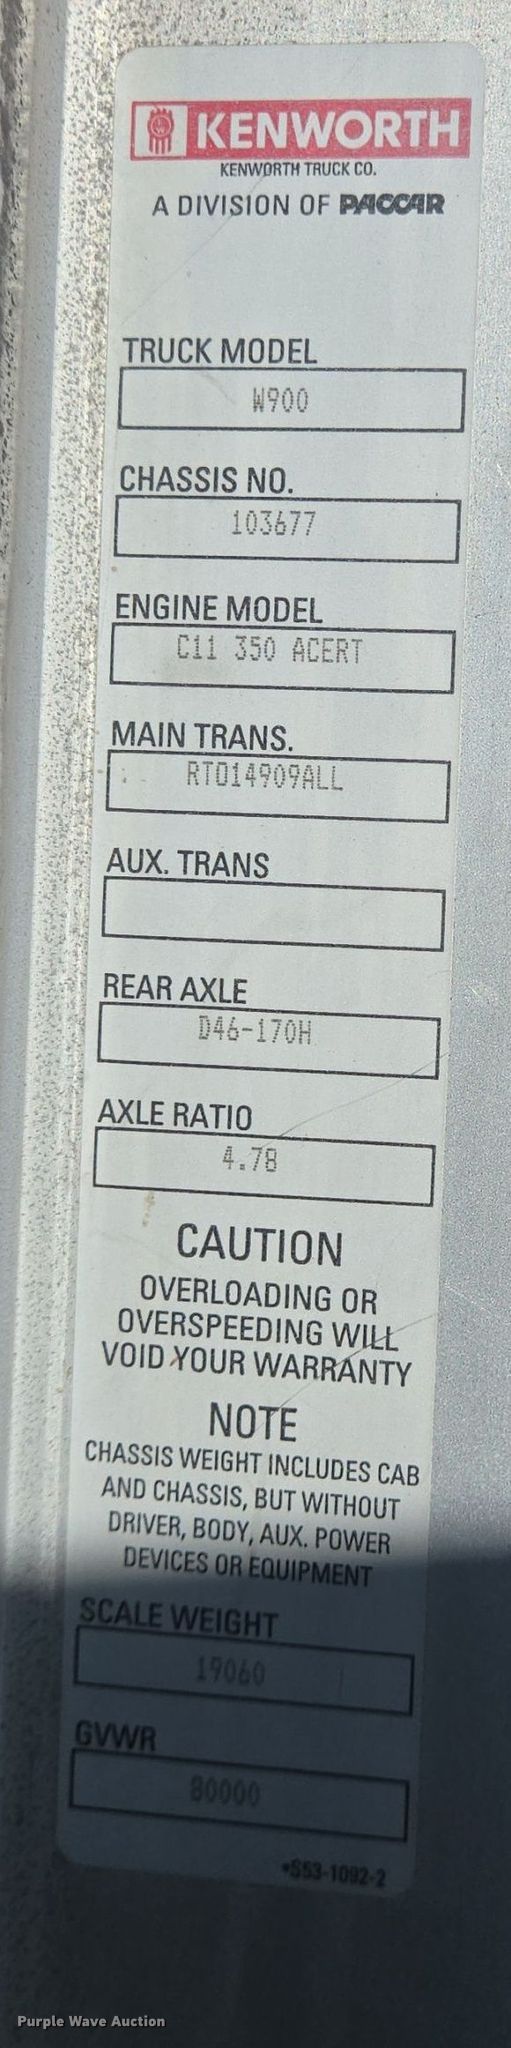 KENWORTH
KENWORTH TRUCK CO.
A DIVISION OF PACCAR
TRUCK MODEL
W900
CHASSIS NO.
103677
ENGINE MODEL
C11 350 ACERT
MAIN TRANS.
RTO14909ALL
AUX. TRANS
REAR AXLE
D46-170H
AXLE RATIO
4.78
CAUTION
OVERLOADING OR
OVERSPEEDING WILL
VOID YOUR WARRANTY
NOTE
CHASSIS WEIGHT INCLUDES CAB
AND CHASSIS, BUT WITHOUT
DRIVER, BODY, AUX. POWER
DEVICES OR EQUIPMENT
SCALE WEIGHT
19060
GVWR
80000
•S53-1092-2
Purple Wave Auction